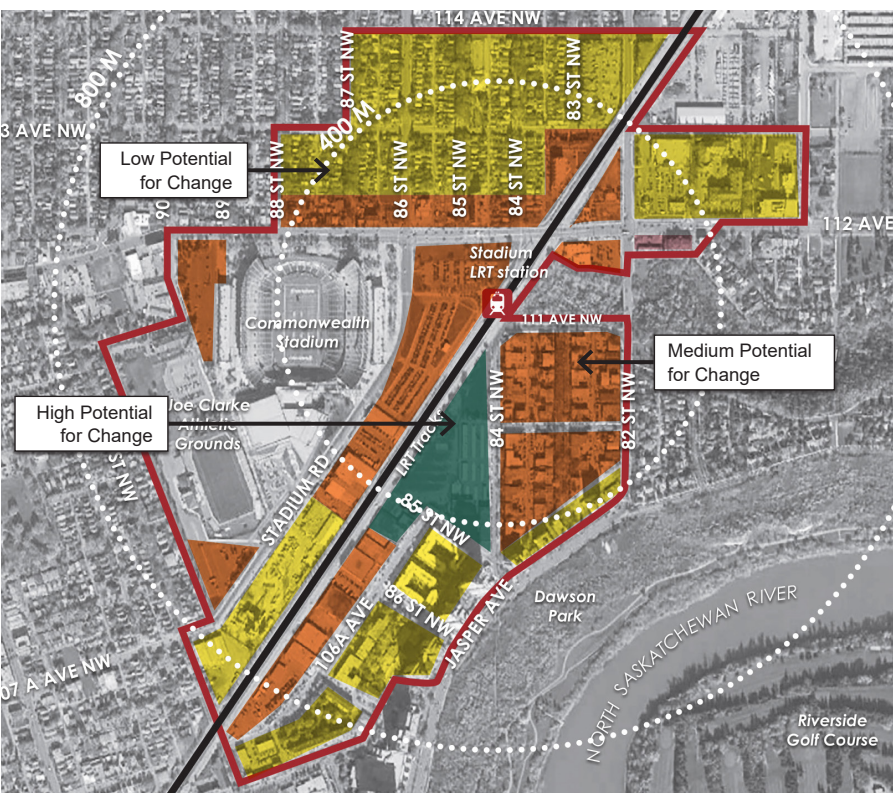 114 AVE NW
800 M
87 ST NW
83 ST NW
400 M
3 AVE NW
Low Potential
for Change
90
89
88 ST NW
86 ST NW
85 ST NW
84 ST NW
112 AVE
Stadium
LRT station
Commonwealth
Stadium
111 AVE NW
Medium Potential
for Change
High Potential
for Change
Joe Clarke
Athletic
Grounds
84 ST NW
82 ST NW
LRT Tracks
ST NW
STADIUM RD
85 ST NW
86 ST NW
106A AVE
JASPER AVE
Dawson
Park
NORTH SASKATCHEWAN RIVER
07 A AVE NW
Riverside
Golf Course